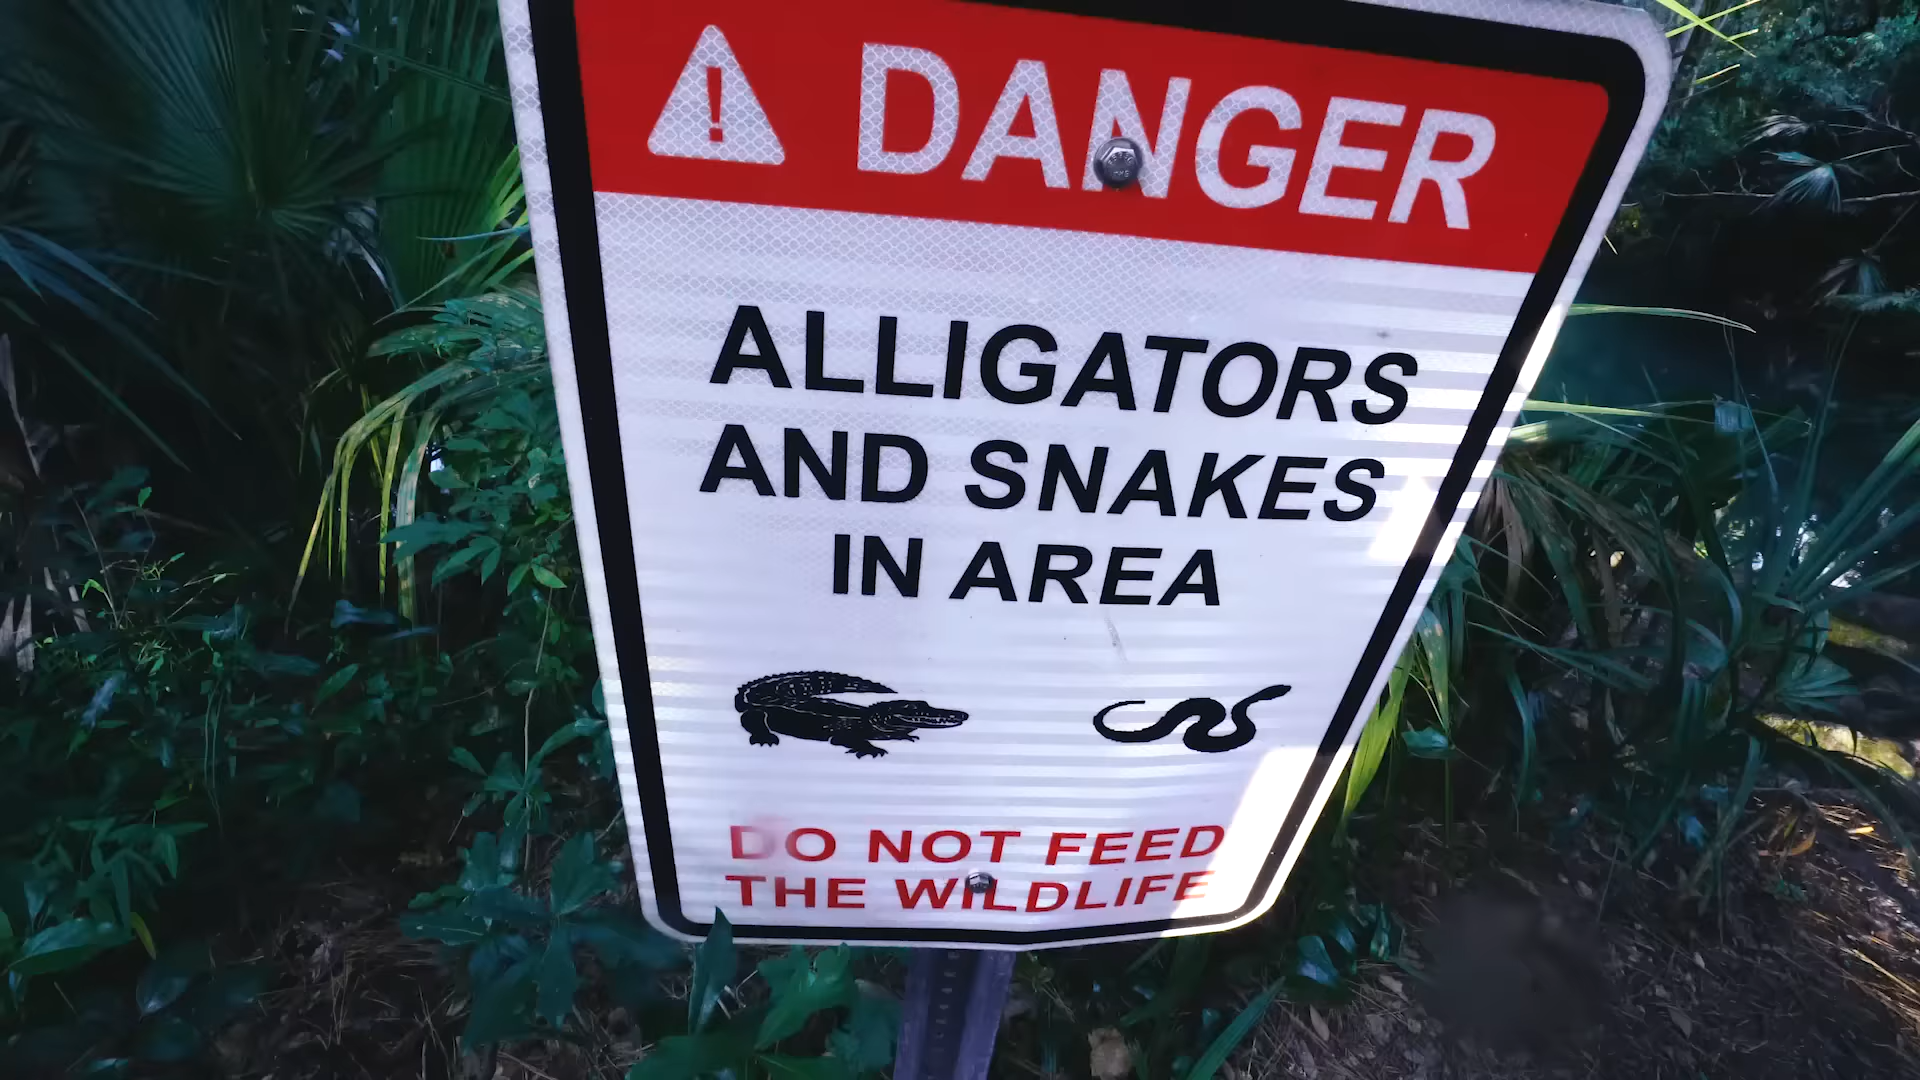 DANGER
ALLIGATORS
AND SNAKES
IN AREA
DO NOT FEED
THE WILDLIFE